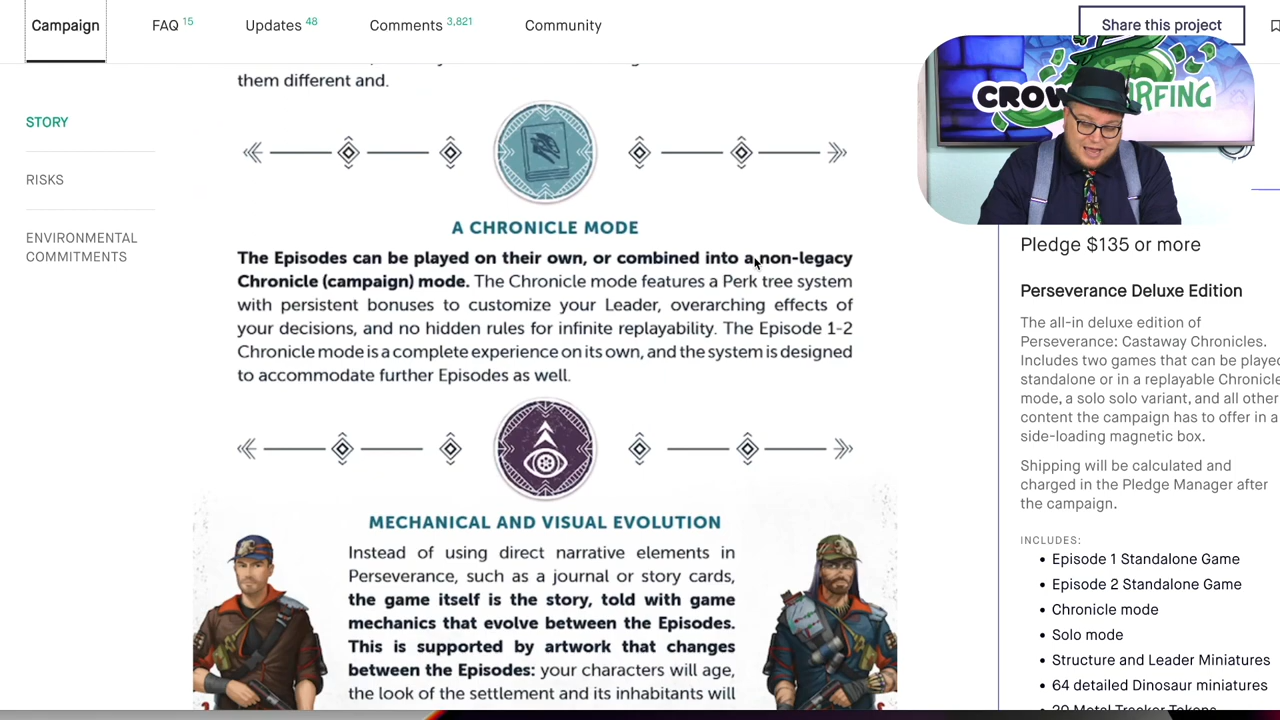 Campaign
FAQ 15
Updates 48
Comments 3,821
Community
Share this project
them different and.
STORY
RISKS
ENVIRONMENTAL
COMMITMENTS
A CHRONICLE MODE
The Episodes can be played on their own, or combined into a non-legacy
Chronicle (campaign) mode. The Chronicle mode features a Perk tree system
with persistent bonuses to customize your Leader, overarching effects of
your decisions, and no hidden rules for infinite replayability. The Episode 1-2
Chronicle mode is a complete experience on its own, and the system is designed
to accommodate further Episodes as well.
MECHANICAL AND VISUAL EVOLUTION
Instead of using direct narrative elements in
Perseverance, such as a journal or story cards,
the game itself is the story, told with game
mechanics that evolve between the Episodes.
This is supported by artwork that changes
between the Episodes: your characters will age,
the look of the settlement and its inhabitants will
Pledge $135 or more
Perseverance Deluxe Edition
The all-in deluxe edition of
Perseverance: Castaway Chronicles.
Includes two games that can be played
standalone or in a replayable Chronicle
mode, a solo solo variant, and all other
content the campaign has to offer in a
side-loading magnetic box.
Shipping will be calculated and
charged in the Pledge Manager after
the campaign.
INCLUDES:
• Episode 1 Standalone Game
• Episode 2 Standalone Game
• Chronicle mode
• Solo mode
• Structure and Leader Miniatures
• 64 detailed Dinosaur miniatures
• 20 Metal Tracker Tokens